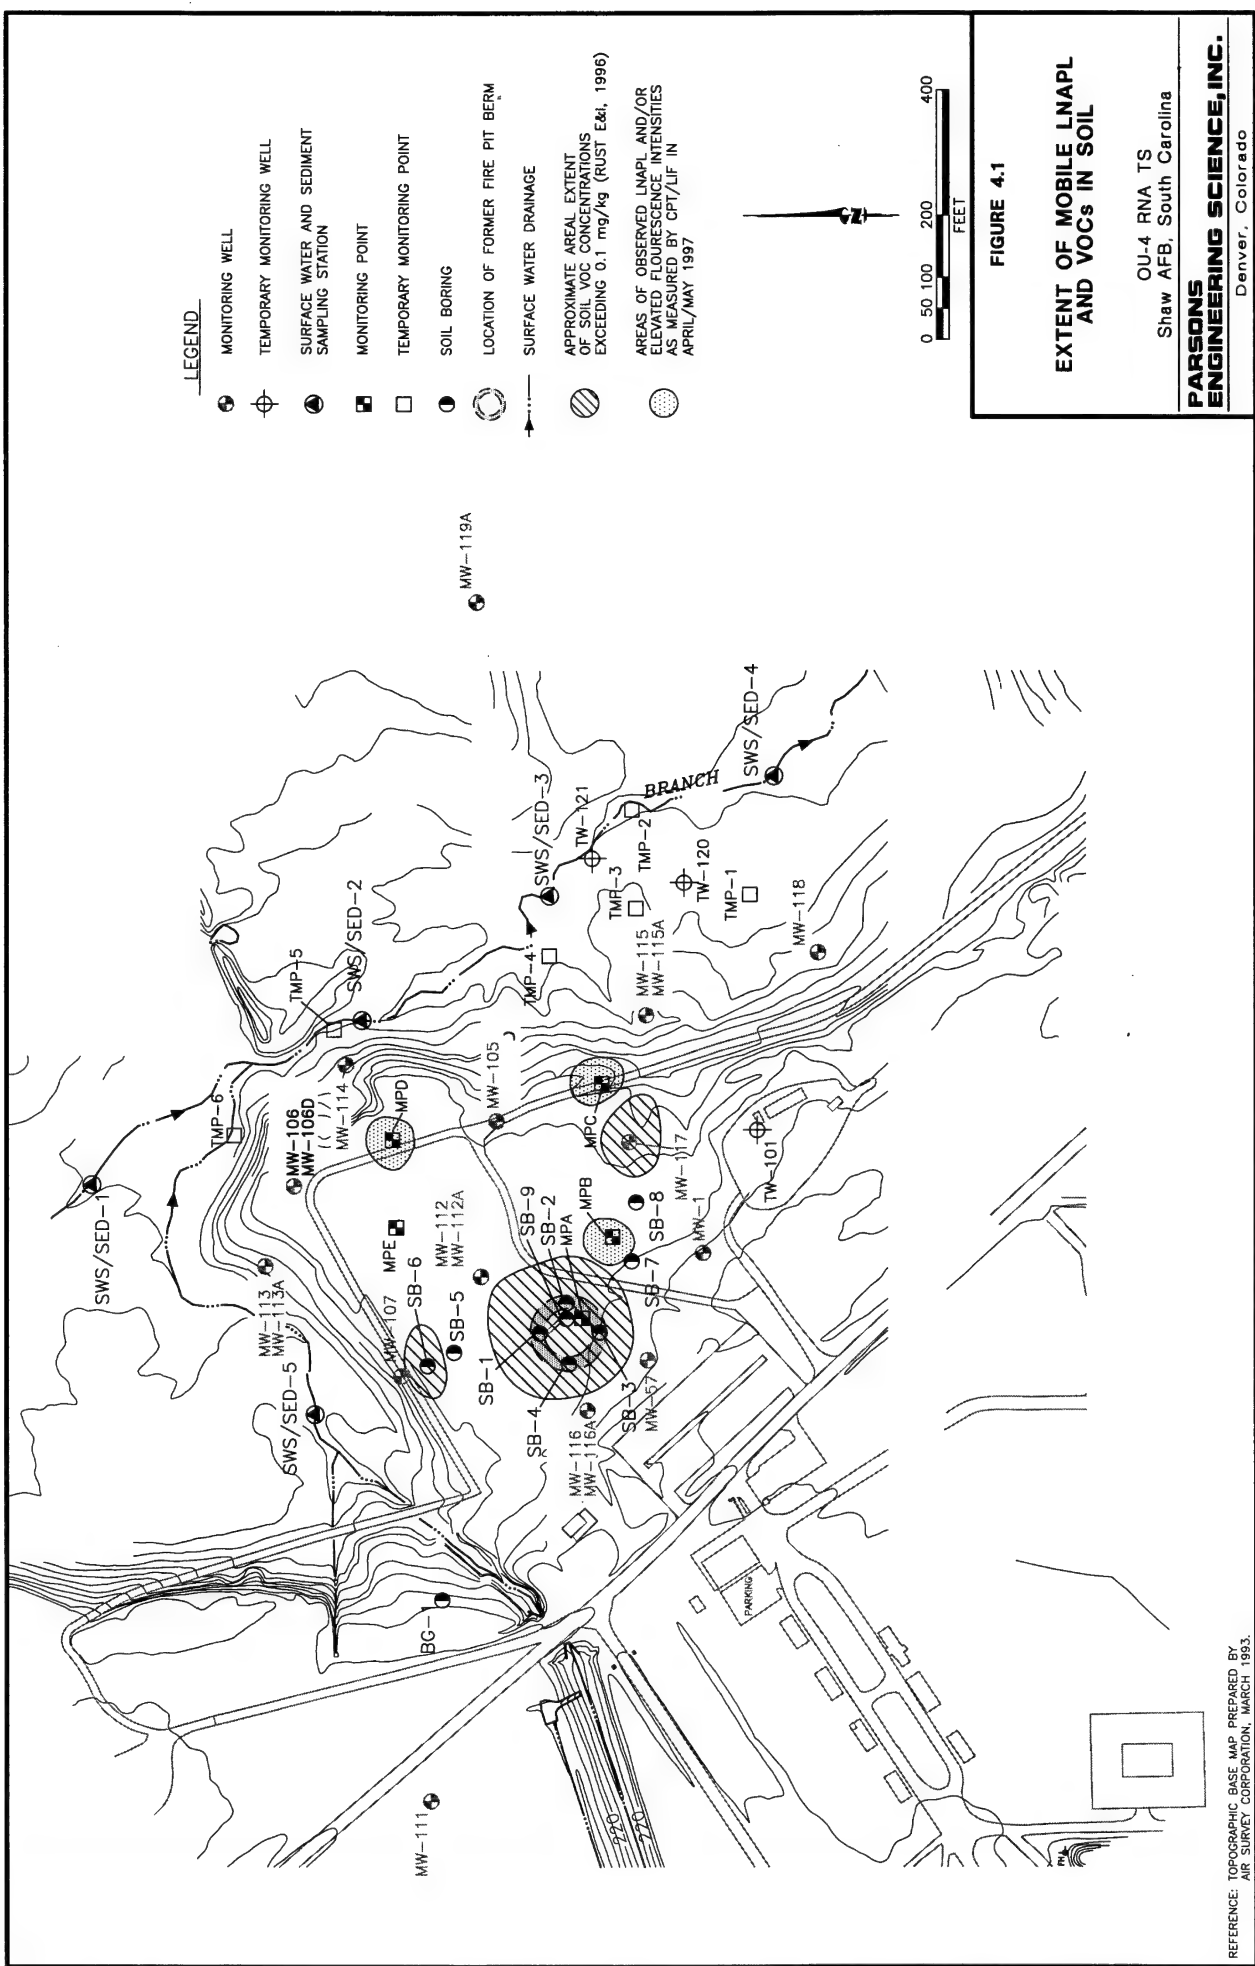 LEGEND
MONITORING WELL
TEMPORARY MONITORING WELL
SURFACE WATER AND SEDIMENT
SAMPLING STATION
MONITORING POINT
TEMPORARY MONITORING POINT
SOIL BORING
LOCATION OF FORMER FIRE PIT BERM
SURFACE WATER DRAINAGE
APPROXIMATE AREAL EXTENT
OF SOIL VOC CONCENTRATIONS
EXCEEDING 0.1 mg/kg (RUST E&I, 1996)
AREAS OF OBSERVED LNAPL AND/OR
ELEVATED FLOURESCENCE INTENSITIES
AS MEASURED BY CPT/LIF IN
APRIL/MAY 1997
N
0 50 100 200 400
FEET
FIGURE 4.1
EXTENT OF MOBILE LNAPL
AND VOCs IN SOIL
OU-4 RNA TS
Shaw AFB, South Carolina
PARSONS
ENGINEERING SCIENCE, INC.
Denver, Colorado
SWS/SED-1
TMP-6
MW-113
MW-113A
MW-106
MW-106D
TMP-5
SWS/SED-2
MW-114
SWS/SED-5
MW-107
MPE
SB-6
MPD
MW-112
MW-112A
SB-5
MW-105
MW-119A
BG-1
MW-111
SB-1
SB-9
SB-2
MPA
SB-4
MPB
MPC
TMP-4
SWS/SED-3
TW-121
MW-116
MW-116A
SB-3
MW-57
SB-7
SB-8
MW-117
MW-1
MW-115
MW-115A
TMP-3
TMP-2
BRANCH
TW-120
TMP-1
SWS/SED-4
TW-101
MW-118
220
220
PARKING
REFERENCE: TOPOGRAPHIC BASE MAP PREPARED BY
AIR SURVEY CORPORATION, MARCH 1993.